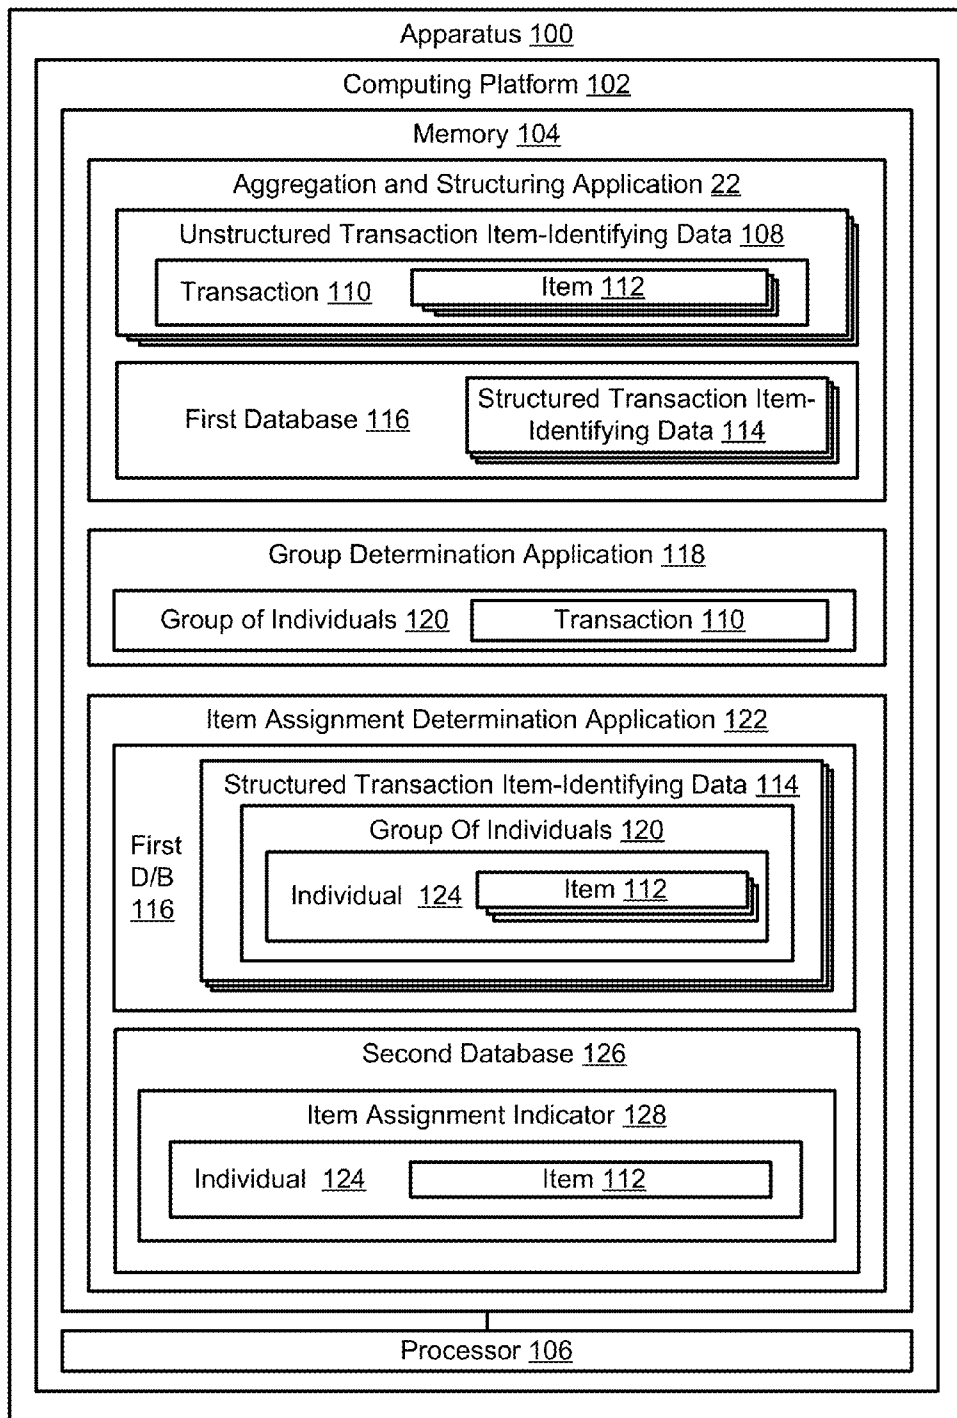 Apparatus 100
Computing Platform 102
Memory 104
Aggregation and Structuring Application 22
Unstructured Transaction Item-Identifying Data 108
Transaction 110
Item 112
First Database 116
Structured Transaction Item-
Identifying Data 114
Group Determination Application 118
Group of Individuals 120
Transaction 110
Item Assignment Determination Application 122
Structured Transaction Item-Identifying Data 114
Group Of Individuals 120
First
D/B
116
Individual 124
Item 112
Second Database 126
Item Assignment Indicator 128
Individual 124
Item 112
Processor 106